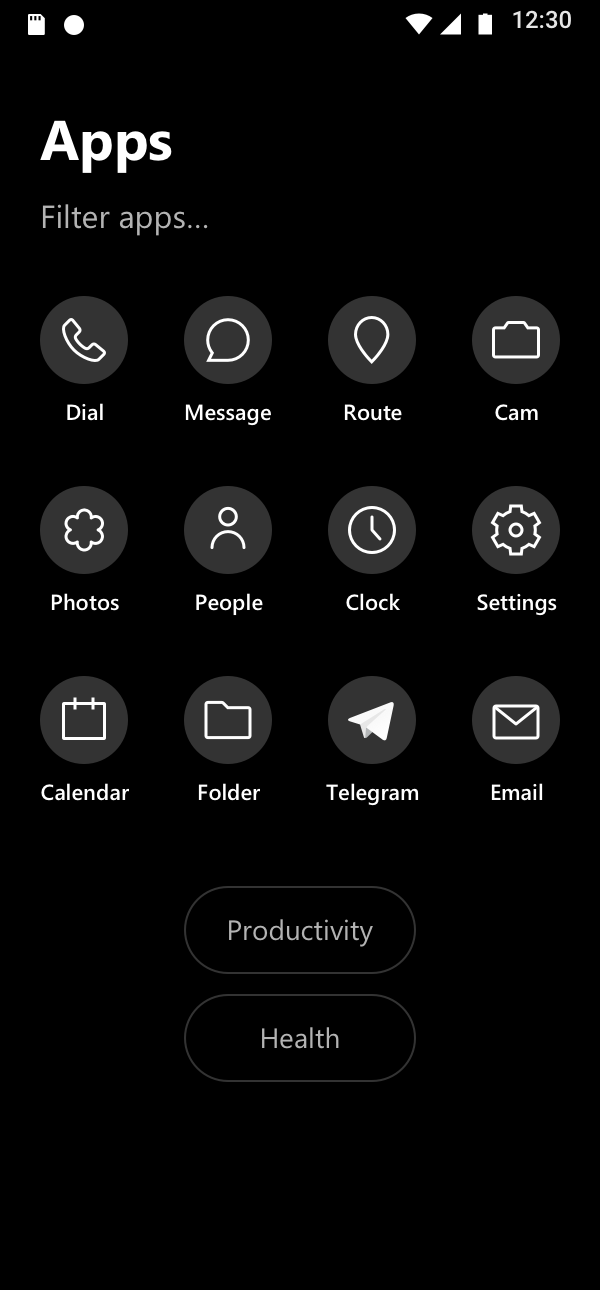 12:30
Apps
Filter apps...
Dial Message Route Cam
Photos People Clock Settings
Calendar Folder Telegram Email
Productivity
Health